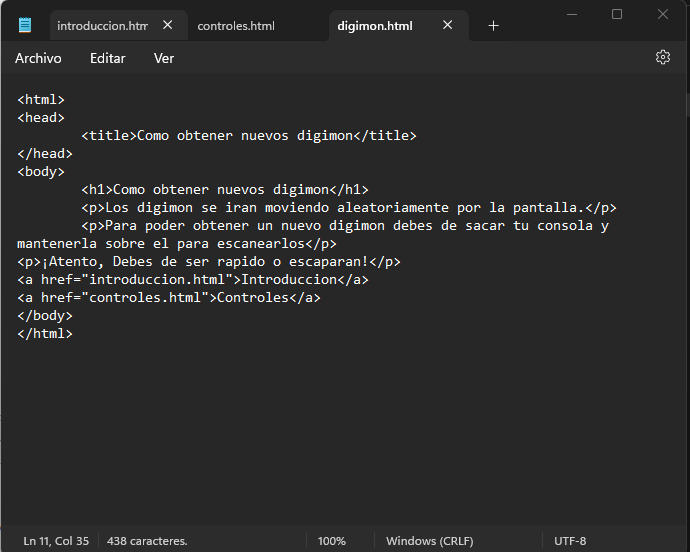 introduccion.htm
controles.html
digimon.html
Archivo Editar Ver
<html>
<head>
<title>Como obtener nuevos digimon</title>
</head>
<body>
<h1>Como obtener nuevos digimon</h1>
<p>Los digimon se iran moviendo aleatoriamente por la pantalla.</p>
<p>Para poder obtener un nuevo digimon debes de sacar tu consola y
mantenerla sobre el para escanearlos</p>
<p>¡Atento, Debes de ser rapido o escaparan!</p>
<a href="introduccion.html">Introduccion</a>
<a href="controles.html">Controles</a>
</body>
</html>
Ln 11, Col 35 438 caracteres. 100% Windows (CRLF) UTF-8